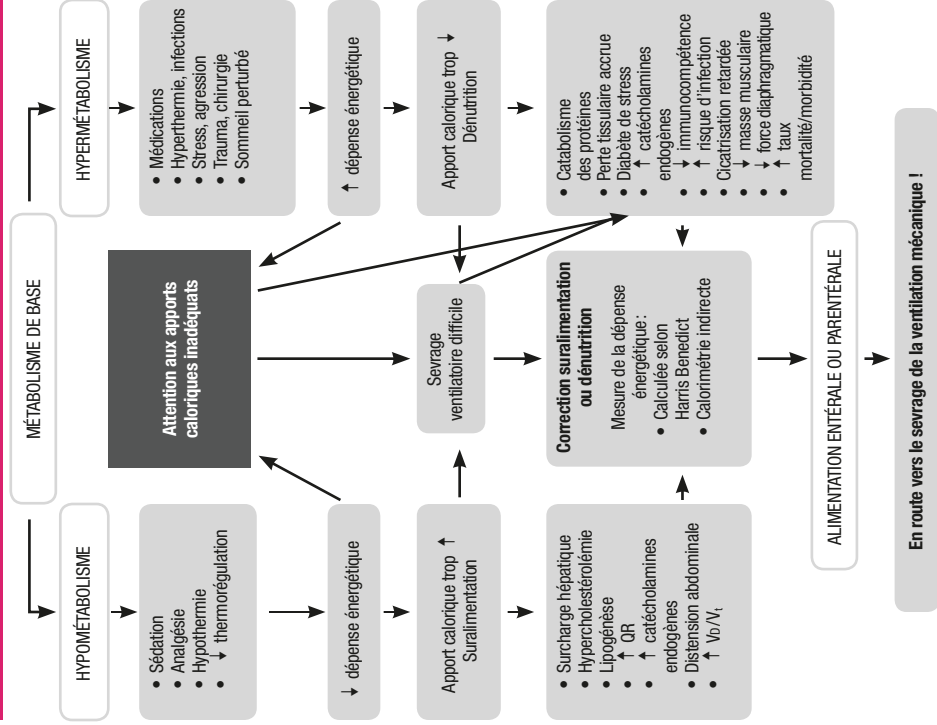 MÉTABOLISME DE BASE
HYPOMÉTABOLISME
• Sédation
• Analgésie
• Hypothermie
• ↓ thermorégulation
↓ dépense énergétique
Apport calorique trop ↑
Suralimentation
• Surcharge hépatique
• Hypercholestérolémie
• Lipogénèse
• ↑ QR
• ↑ catécholamines
endogènes
• Distension abdominale
• ↑ VD/Vt
Attention aux apports
caloriques inadéquats
Sevrage
ventilatoire difficile
Correction suralimentation
ou dénutrition
Mesure de la dépense
énergétique :
• Calculée selon
Harris Benedict
• Calorimétrie indirecte
HYPERMÉTABOLISME
• Médications
• Hyperthermie, infections
• Stress, agression
• Trauma, chirurgie
• Sommeil perturbé
↑ dépense énergétique
Apport calorique trop ↓
Dénutrition
• Catabolisme
des protéines
• Perte tissulaire accrue
• Diabète de stress
• ↑ catécholamines
endogènes
• ↓ immunocompétence
• ↑ risque d'infection
• Cicatrisation retardée
• ↓ masse musculaire
• ↓ force diaphragmatique
• ↑ taux
mortalité/morbidité
ALIMENTATION ENTÉRALE OU PARENTÉRALE
En route vers le sevrage de la ventilation mécanique !